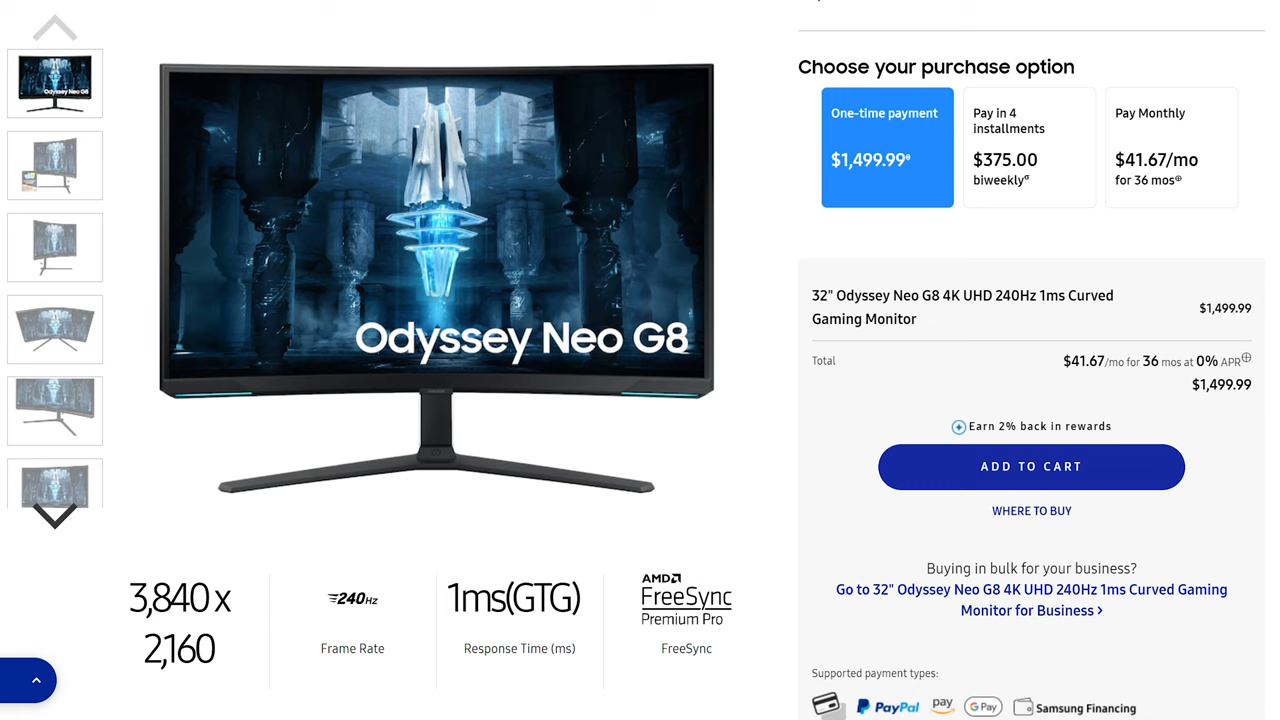 Odyssey Neo G8
Odyssey Neo G8
3,840 x
2,160
240Hz
Frame Rate
1ms(GTG)
Response Time (ms)
AMD
FreeSync
Premium Pro
FreeSync
Choose your purchase option
One-time payment
$1,499.99
Pay in 4
installments
$375.00
biweekly
Pay Monthly
$41.67/mo
for 36 mos
32" Odyssey Neo G8 4K UHD 240Hz 1ms Curved
Gaming Monitor
$1,499.99
Total
$41.67/mo for 36 mos at 0% APR
$1,499.99
Earn 2% back in rewards
ADD TO CART
WHERE TO BUY
Buying in bulk for your business?
Go to 32" Odyssey Neo G8 4K UHD 240Hz 1ms Curved Gaming
Monitor for Business >
Supported payment types:
PayPal
pay
G Pay
Samsung Financing